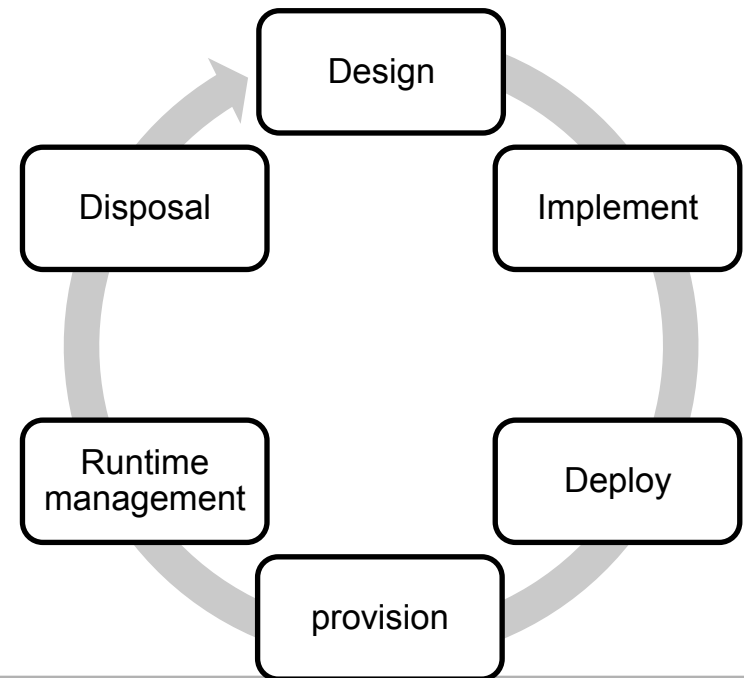 Design
Implement
Deploy
provision
Runtime
management
Disposal